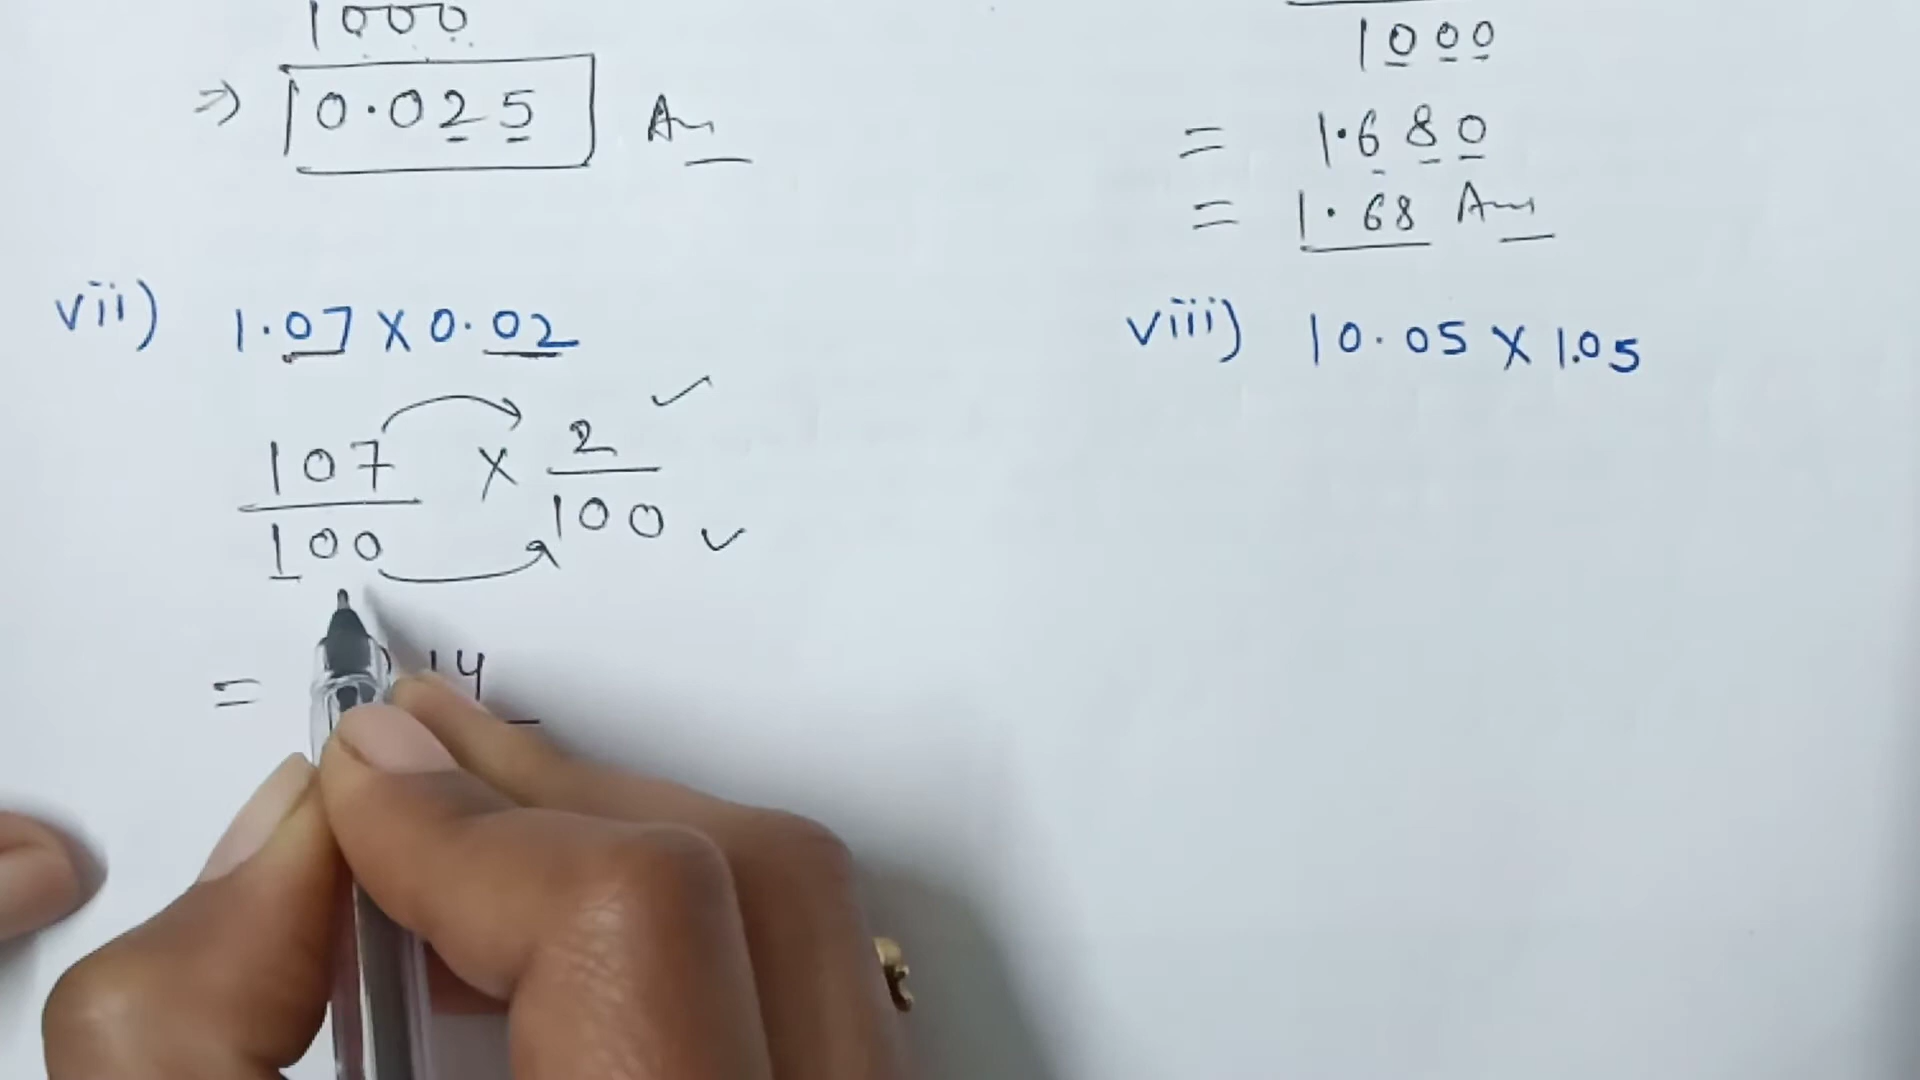 1000
⇒ 0.025 Ans
1000
= 1.680
= 1.68 Ans
vii) 1.07 X 0.02
107 X 2
100 100
= 14
viii) 10.05 X 1.05